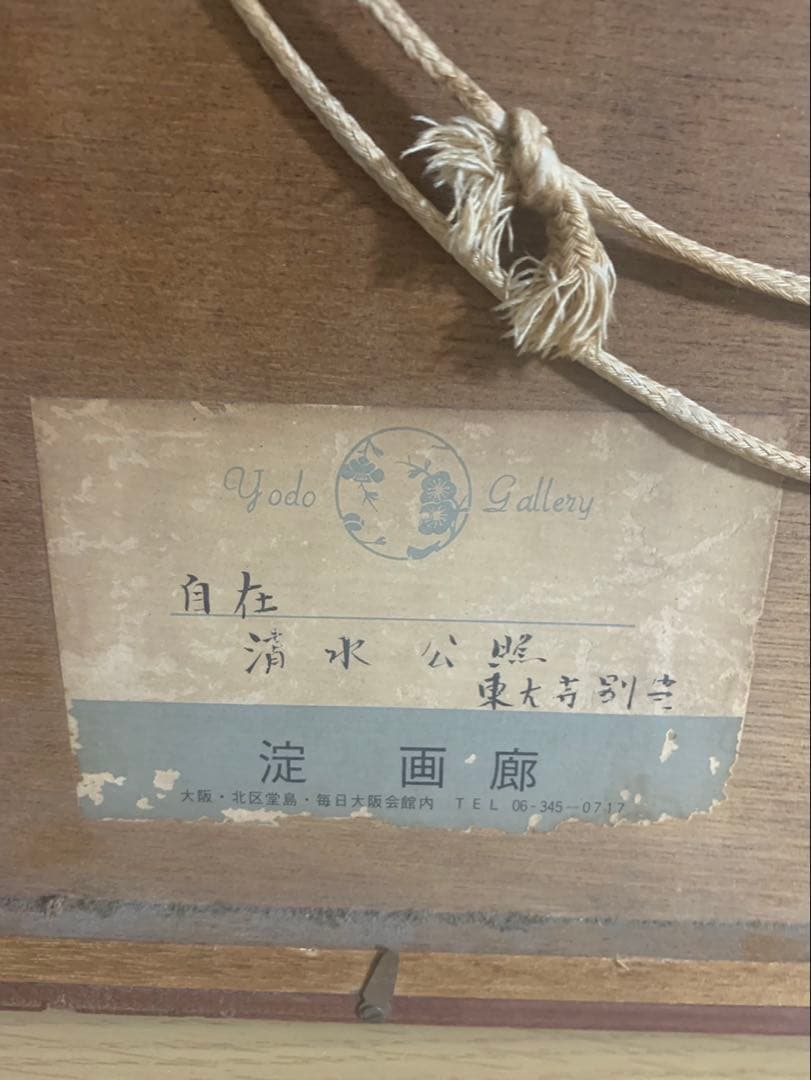 Yodo Gallery
自在
清水 公照
東大寺別当
淀 画 廊
大阪・北区堂島・毎日大阪会館内 TEL 06-345-0717